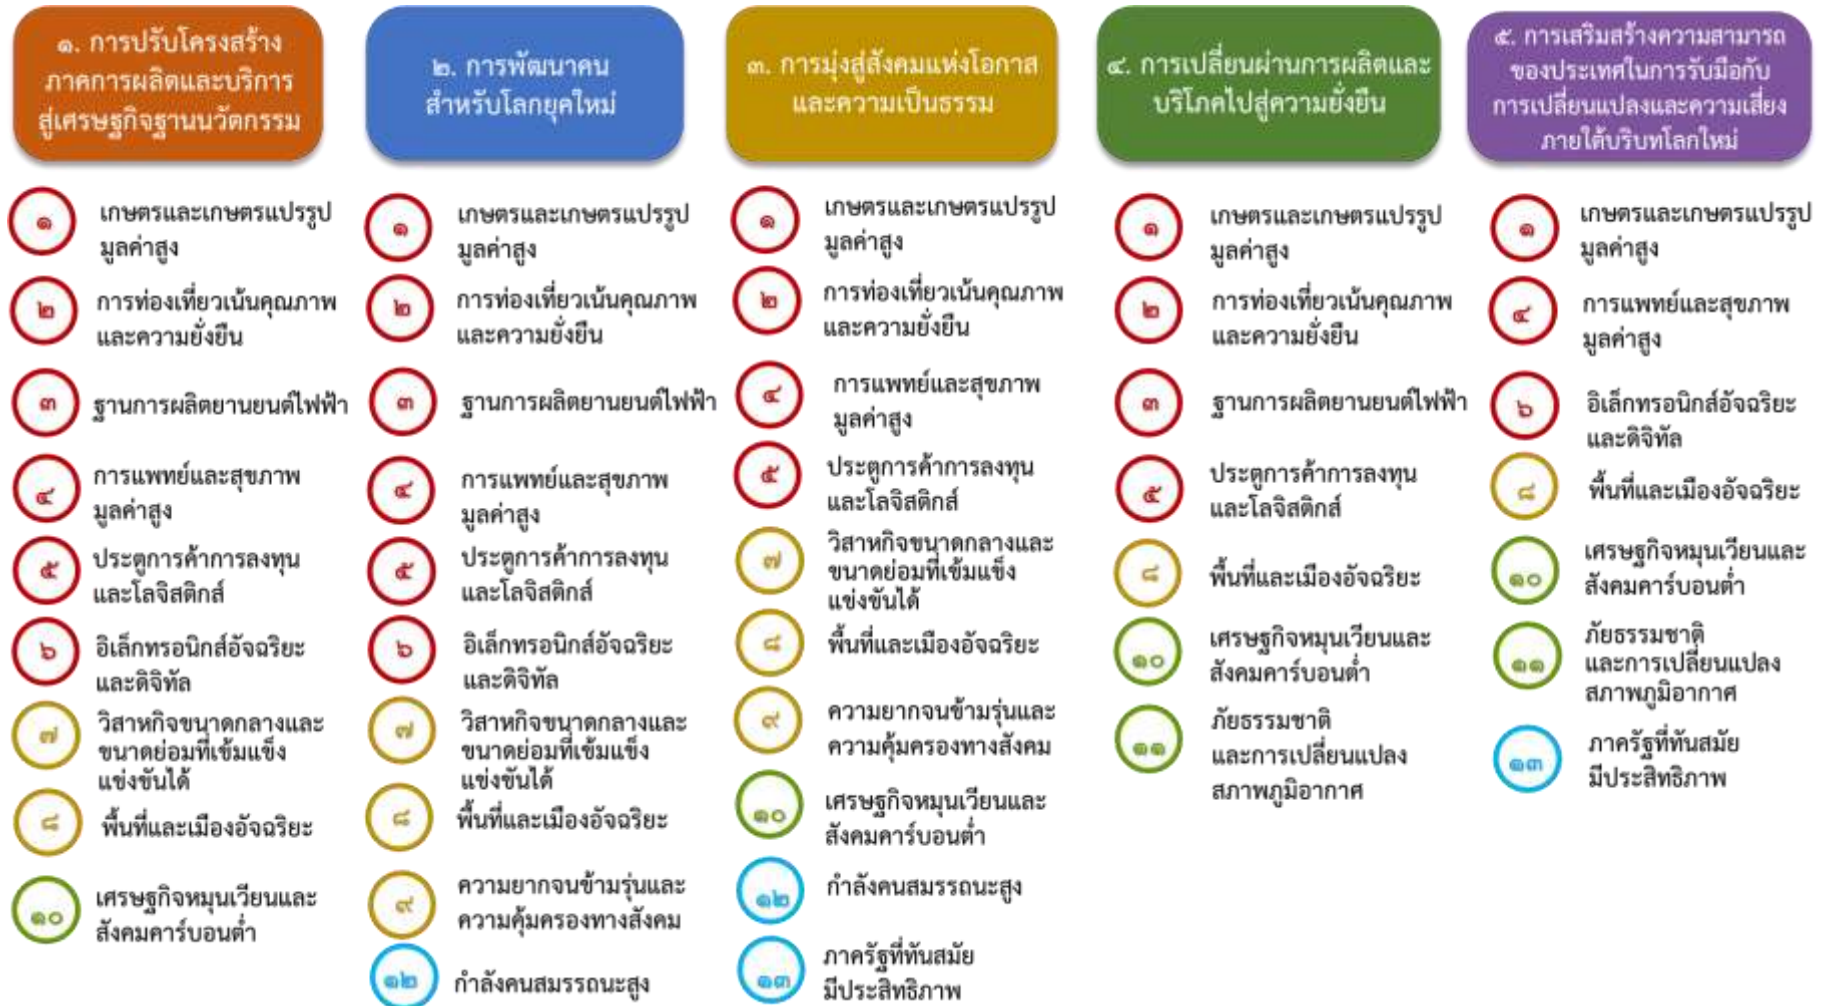 ๑. การปรับโครงสร้าง
ภาคการผลิตและบริการ
สู่เศรษฐกิจฐานนวัตกรรม
๑
เกษตรและเกษตรแปรรูป
มูลค่าสูง
๒
การท่องเที่ยวเน้นคุณภาพ
และความยั่งยืน
๓
ฐานการผลิตยานยนต์ไฟฟ้า
๔
การแพทย์และสุขภาพ
มูลค่าสูง
๕
ประตูการค้าการลงทุน
และโลจิสติกส์
๖
อิเล็กทรอนิกส์อัจฉริยะ
และดิจิทัล
๗
วิสาหกิจขนาดกลางและ
ขนาดย่อมที่เข้มแข็ง
แข่งขันได้
๘
พื้นที่และเมืองอัจฉริยะ
๑๐
เศรษฐกิจหมุนเวียนและ
สังคมคาร์บอนต่ำ
๒. การพัฒนาคน
สำหรับโลกยุคใหม่
๑
เกษตรและเกษตรแปรรูป
มูลค่าสูง
๒
การท่องเที่ยวเน้นคุณภาพ
และความยั่งยืน
๓
ฐานการผลิตยานยนต์ไฟฟ้า
๔
การแพทย์และสุขภาพ
มูลค่าสูง
๕
ประตูการค้าการลงทุน
และโลจิสติกส์
๖
อิเล็กทรอนิกส์อัจฉริยะ
และดิจิทัล
๗
วิสาหกิจขนาดกลางและ
ขนาดย่อมที่เข้มแข็ง
แข่งขันได้
๘
พื้นที่และเมืองอัจฉริยะ
๙
ความยากจนข้ามรุ่นและ
ความคุ้มครองทางสังคม
๑๒
กำลังคนสมรรถนะสูง
๓. การมุ่งสู่สังคมแห่งโอกาส
และความเป็นธรรม
๑
เกษตรและเกษตรแปรรูป
มูลค่าสูง
๒
การท่องเที่ยวเน้นคุณภาพ
และความยั่งยืน
๔
การแพทย์และสุขภาพ
มูลค่าสูง
๕
ประตูการค้าการลงทุน
และโลจิสติกส์
๗
วิสาหกิจขนาดกลางและ
ขนาดย่อมที่เข้มแข็ง
แข่งขันได้
๘
พื้นที่และเมืองอัจฉริยะ
๙
ความยากจนข้ามรุ่นและ
ความคุ้มครองทางสังคม
๑๐
เศรษฐกิจหมุนเวียนและ
สังคมคาร์บอนต่ำ
๑๒
กำลังคนสมรรถนะสูง
๑๓
ภาครัฐที่ทันสมัย
มีประสิทธิภาพ
๔. การเปลี่ยนผ่านการผลิตและ
บริโภคไปสู่ความยั่งยืน
๑
เกษตรและเกษตรแปรรูป
มูลค่าสูง
๒
การท่องเที่ยวเน้นคุณภาพ
และความยั่งยืน
๓
ฐานการผลิตยานยนต์ไฟฟ้า
๕
ประตูการค้าการลงทุน
และโลจิสติกส์
๘
พื้นที่และเมืองอัจฉริยะ
๑๐
เศรษฐกิจหมุนเวียนและ
สังคมคาร์บอนต่ำ
๑๑
ภัยธรรมชาติ
และการเปลี่ยนแปลง
สภาพภูมิอากาศ
๕. การเสริมสร้างความสามารถ
ของประเทศในการรับมือกับ
การเปลี่ยนแปลงและความเสี่ยง
ภายใต้บริบทโลกใหม่
๑
เกษตรและเกษตรแปรรูป
มูลค่าสูง
๔
การแพทย์และสุขภาพ
มูลค่าสูง
๖
อิเล็กทรอนิกส์อัจฉริยะ
และดิจิทัล
๘
พื้นที่และเมืองอัจฉริยะ
๑๐
เศรษฐกิจหมุนเวียนและ
สังคมคาร์บอนต่ำ
๑๑
ภัยธรรมชาติ
และการเปลี่ยนแปลง
สภาพภูมิอากาศ
๑๓
ภาครัฐที่ทันสมัย
มีประสิทธิภาพ